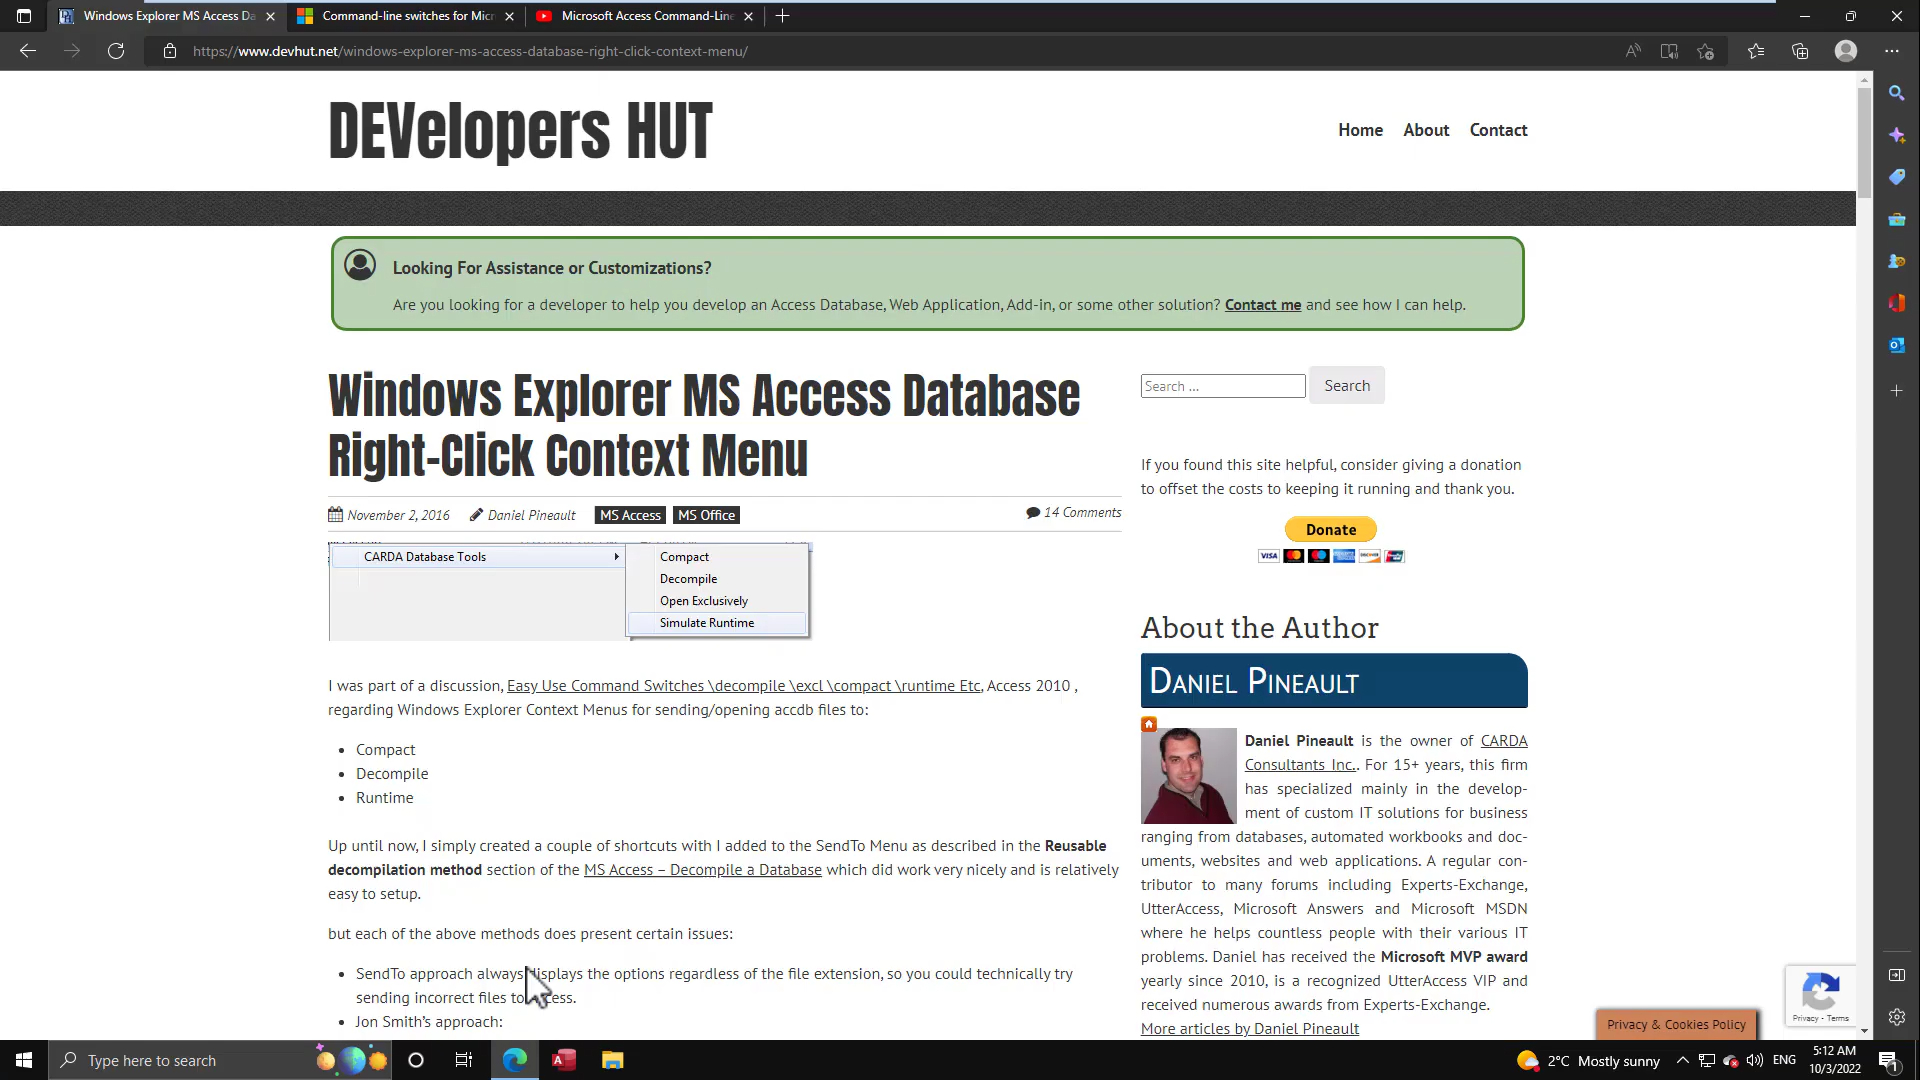 Windows Explorer MS Access Da
Command-line switches for Micr
Microsoft Access Command-Line
https://www.devhut.net/windows-explorer-ms-access-database-right-click-context-menu/
DEVelopers HUT
Home About Contact
Looking For Assistance or Customizations?
Are you looking for a developer to help you develop an Access Database, Web Application, Add-in, or some other solution? Contact me and see how I can help.
Windows Explorer MS Access Database
Right-Click Context Menu
November 2, 2016 Daniel Pineault MS Access MS Office 14 Comments
CARDA Database Tools
Compact
Decompile
Open Exclusively
Simulate Runtime
I was part of a discussion, Easy Use Command Switches \decompile \excl \compact \runtime Etc, Access 2010 ,
regarding Windows Explorer Context Menus for sending/opening accdb files to:
• Compact
• Decompile
• Runtime
Up until now, I simply created a couple of shortcuts with I added to the SendTo Menu as described in the Reusable
decompilation method section of the MS Access – Decompile a Database which did work very nicely and is relatively
easy to setup.
but each of the above methods does present certain issues:
• SendTo approach always displays the options regardless of the file extension, so you could technically try
sending incorrect files to Access.
• Jon Smith's approach:
Search ... Search
If you found this site helpful, consider giving a donation
to offset the costs to keeping it running and thank you.
Donate
VISA
About the Author
Daniel Pineault
Daniel Pineault is the owner of CARDA
Consultants Inc.. For 15+ years, this firm
has specialized mainly in the develop-
ment of custom IT solutions for business
ranging from databases, automated workbooks and doc-
uments, websites and web applications. A regular con-
tributor to many forums including Experts-Exchange,
UtterAccess, Microsoft Answers and Microsoft MSDN
where he helps countless people with their various IT
problems. Daniel has received the Microsoft MVP award
yearly since 2010, is a recognized UtterAccess VIP and
received numerous awards from Experts-Exchange.
More articles by Daniel Pineault
Privacy - Terms
Privacy & Cookies Policy
Type here to search
2°C Mostly sunny
ENG
5:12 AM
10/3/2022
1